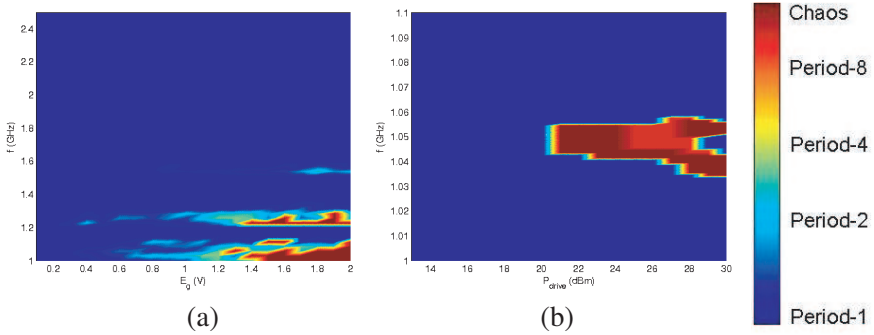 2.4
2.2
2
1.8
1.6
1.4
1.2
1
f (GHz)
0.2 0.4 0.6 0.8 1 1.2 1.4 1.6 1.8 2
E_g (V)
(a)
1.1
1.09
1.08
1.07
1.06
1.05
1.04
1.03
1.02
1.01
1
f (GHz)
14 16 18 20 22 24 26 28 30
P_drive (dBm)
(b)
Chaos
Period-8
Period-4
Period-2
Period-1